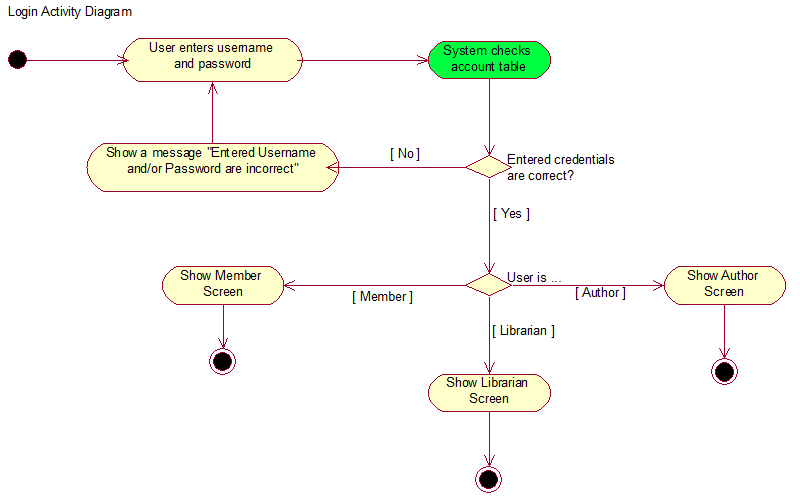 Login Activity Diagram
User enters username
and password
System checks
account table
Show a message "Entered Username
and/or Password are incorrect"
[ No ]
Entered credentials
are correct?
[ Yes ]
Show Member
Screen
[ Member ]
User is ...
[ Author ]
Show Author
Screen
[ Librarian ]
Show Librarian
Screen